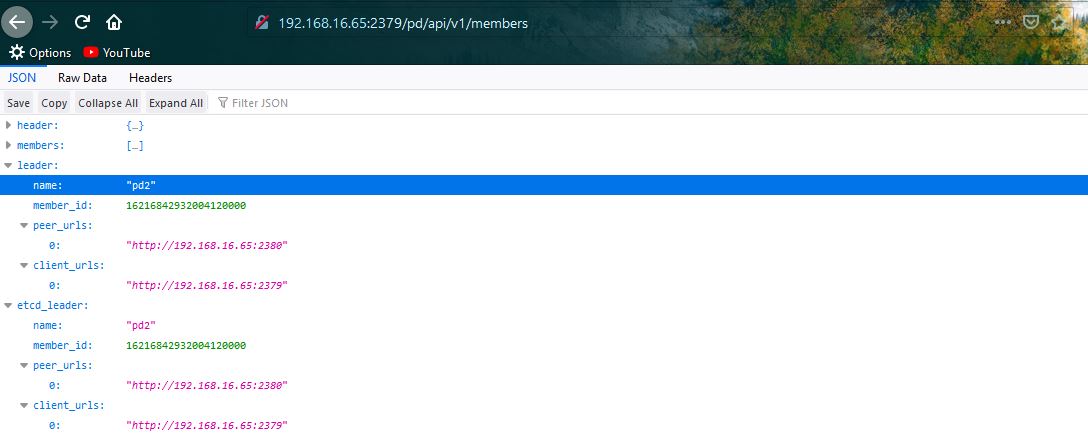 192.168.16.65:2379/pd/api/v1/members
Options YouTube
JSON Raw Data Headers
Save Copy Collapse All Expand All Filter JSON
header: {…}
members: […]
leader:
name: "pd2"
member_id: 16216842932004120000
peer_urls:
0: "http://192.168.16.65:2380"
client_urls:
0: "http://192.168.16.65:2379"
etcd_leader:
name: "pd2"
member_id: 16216842932004120000
peer_urls:
0: "http://192.168.16.65:2380"
client_urls:
0: "http://192.168.16.65:2379"